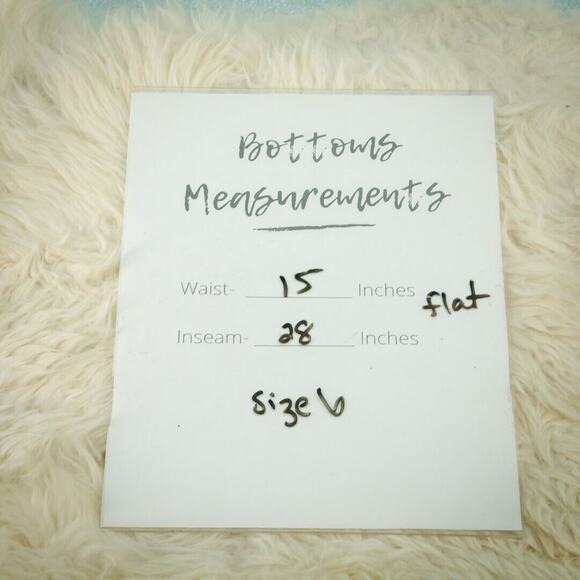 Bottoms
Measurements
Waist- 15 Inches flat
Inseam- 28 Inches
size 6